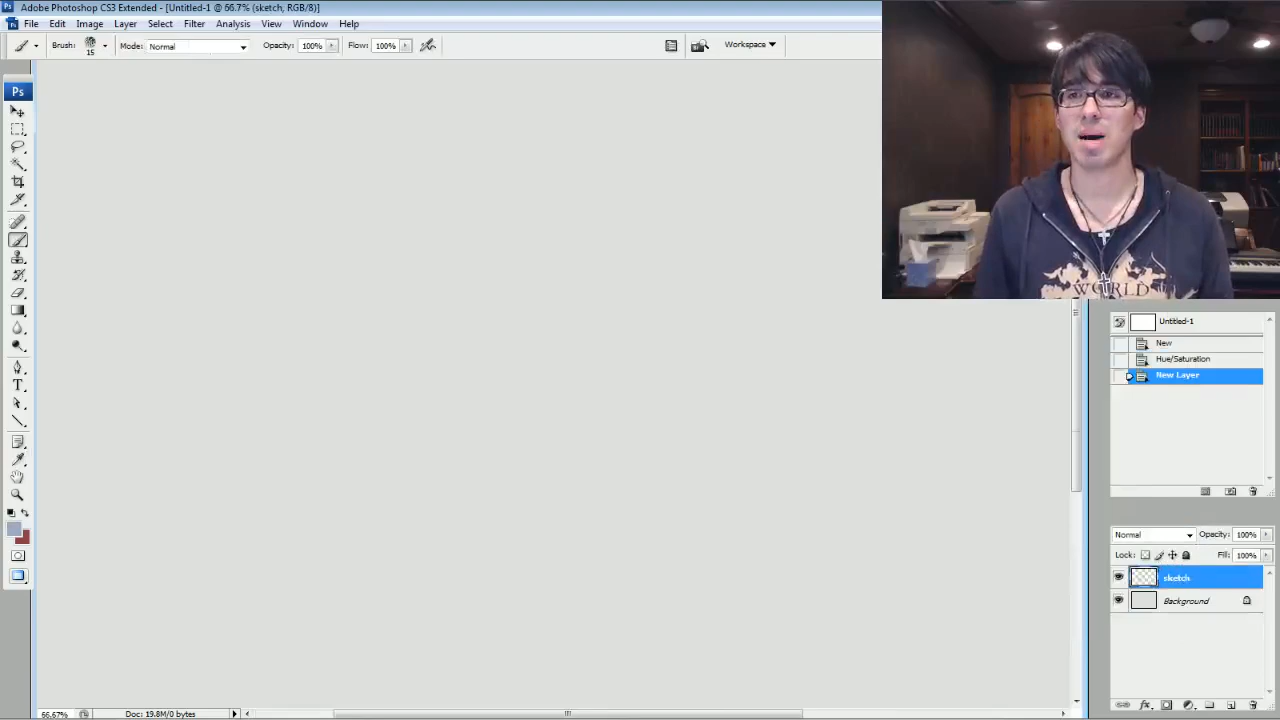 Adobe Photoshop CS3 Extended - [Untitled-1 @ 66.7% (sketch, RGB/8)]
File Edit Image Layer Select Filter Analysis View Window Help
Brush: 15 Mode: Normal Opacity: 100% Flow: 100% Workspace
Ps
T
WORLD
Untitled-1
New
Hue/Saturation
New Layer
Normal Opacity: 100%
Lock: Fill: 100%
sketch
Background
fx
66.67% Doc: 19.8M/0 bytes